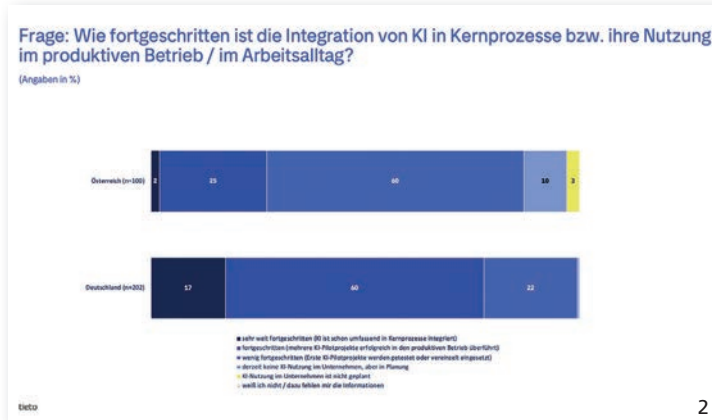 Frage: Wie fortgeschritten ist die Integration von KI in Kernprozesse bzw. ihre Nutzung
im produktiven Betrieb / im Arbeitsalltag?
(Angaben in %)
Österreich (n=100)
2 25 60 10 3
Deutschland (n=202)
17 60 22
sehr weit fortgeschritten (KI ist schon umfassend in Kernprozesse integriert)
fortgeschritten (mehrere KI-Pilotprojekte erfolgreich in den produktiven Betrieb überführt)
wenig fortgeschritten (Erste KI-Pilotprojekte werden getestet oder vereinzelt eingesetzt)
derzeit keine KI-Nutzung im Unternehmen, aber in Planung
KI-Nutzung im Unternehmen ist nicht geplant
weiß ich nicht / dazu fehlen mir die Informationen
tieto
2